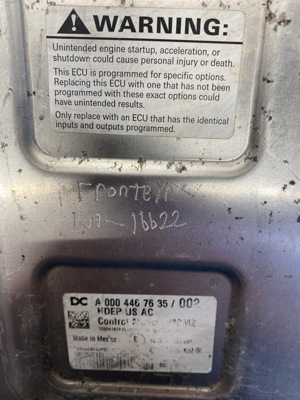 WARNING:
Unintended engine startup, acceleration, or
shutdown could cause personal injury or death.
This ECU is programmed for specific options.
Replacing this ECU with one that has not been
programmed with these exact options could
have unintended results.
Only replace with an ECU that has the identical
inputs and outputs programmed.
16622
DC A 000 446 76 35 / 002
HDEP US AC
Control
Made in Mexico E